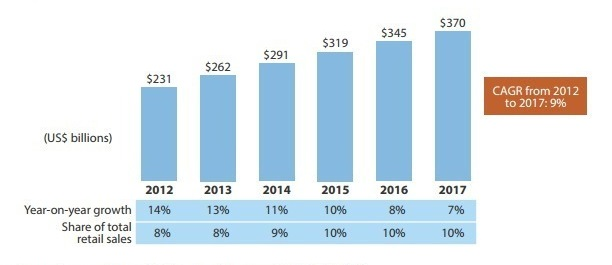 $370
$345
$319
$291
$262
$231
CAGR from 2012
to 2017: 9%
(US$ billions)
2012 2013 2014 2015 2016 2017
Year-on-year growth 14% 13% 11% 10% 8% 7%
Share of total
retail sales 8% 8% 9% 10% 10% 10%